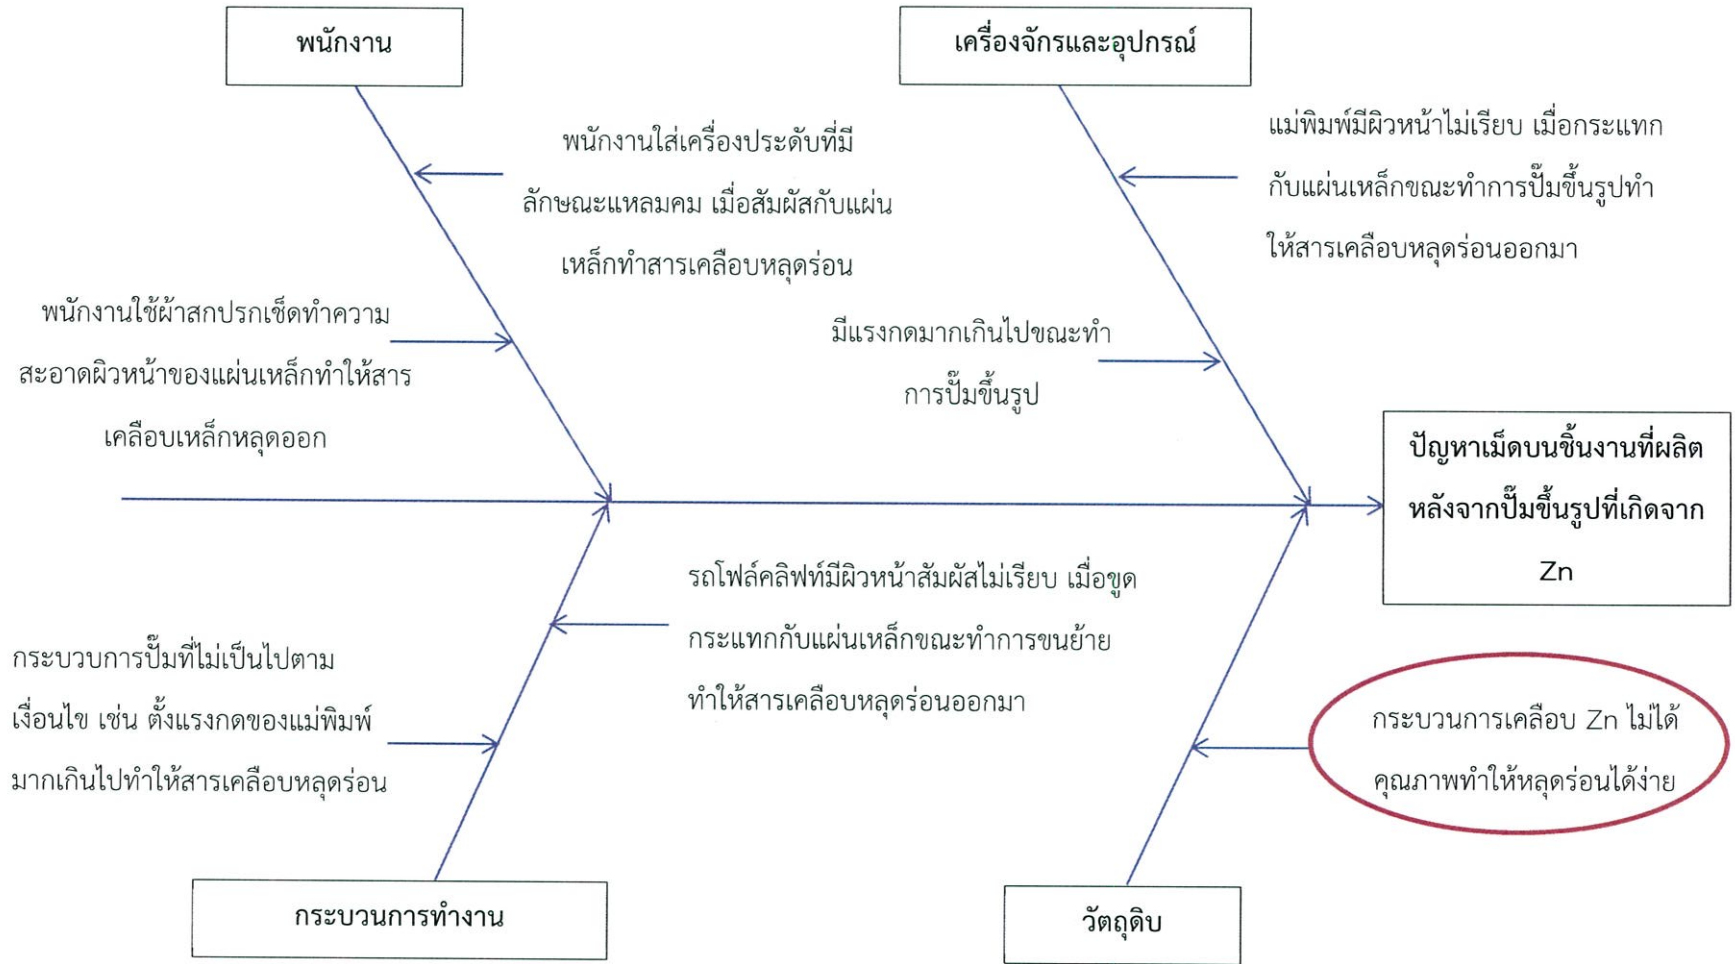 พนักงาน
เครื่องจักรและอุปกรณ์
พนักงานใส่เครื่องประดับที่มี
ลักษณะแหลมคม เมื่อสัมผัสกับแผ่น
เหล็กทำสารเคลือบหลุดร่อน
แม่พิมพ์มีผิวหน้าไม่เรียบ เมื่อกระแทก
กับแผ่นเหล็กขณะทำการปั๊มขึ้นรูปทำ
ให้สารเคลือบหลุดร่อนออกมา
พนักงานใช้ผ้าสกปรกเช็ดทำความ
สะอาดผิวหน้าของแผ่นเหล็กทำให้สาร
เคลือบเหล็กหลุดออก
มีแรงกดมากเกินไปขณะทำ
การปั๊มขึ้นรูป
ปัญหาเม็ดบนชิ้นงานที่ผลิต
หลังจากปั๊มขึ้นรูปที่เกิดจาก
Zn
รถโฟล์คลิฟท์มีผิวหน้าสัมผัสไม่เรียบ เมื่อขูด
กระแทกกับแผ่นเหล็กขณะทำการขนย้าย
ทำให้สารเคลือบหลุดร่อนออกมา
กระบวบการปั๊มที่ไม่เป็นไปตาม
เงื่อนไข เช่น ตั้งแรงกดของแม่พิมพ์
มากเกินไปทำให้สารเคลือบหลุดร่อน
กระบวนการเคลือบ Zn ไม่ได้
คุณภาพทำให้หลุดร่อนได้ง่าย
กระบวนการทำงาน
วัตถุดิบ